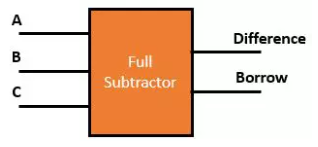 A
B
C
Full
Subtractor
Difference
Borrow